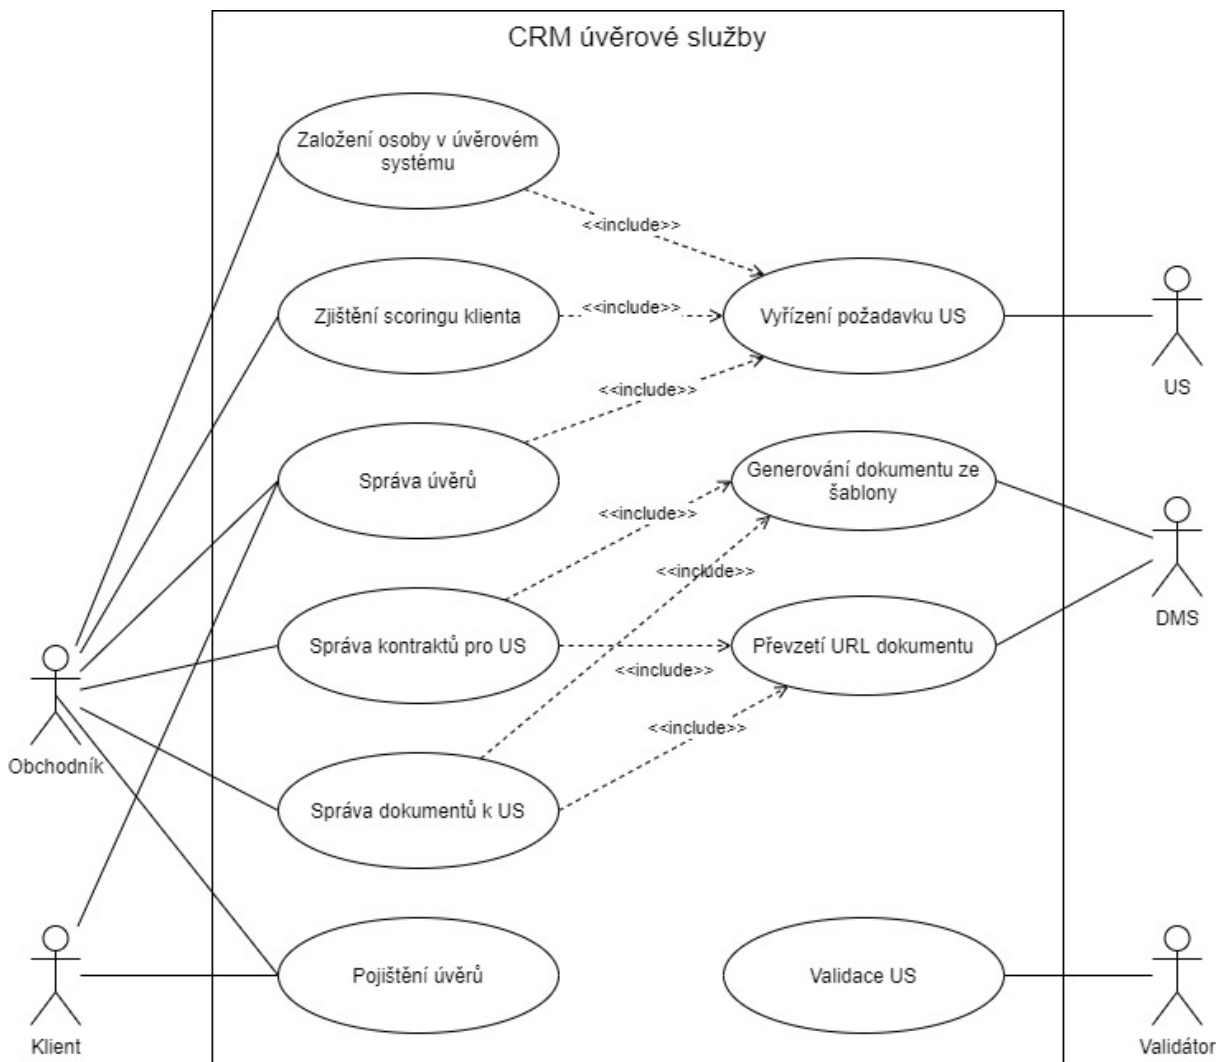 CRM úvěrové služby
Založení osoby v úvěrovém
systému
<<include>>
Zjištění scoringu klienta
<<include>>
Vyřízení požadavku US
US
<<include>>
Správa úvěrů
Generování dokumentu ze
šablony
<<include>>
<<include>>
DMS
Správa kontraktů pro US
Převzetí URL dokumentu
<<include>>
<<include>>
Obchodník
Správa dokumentů k US
Pojištění úvěrů
Validace US
Klient
Validátor